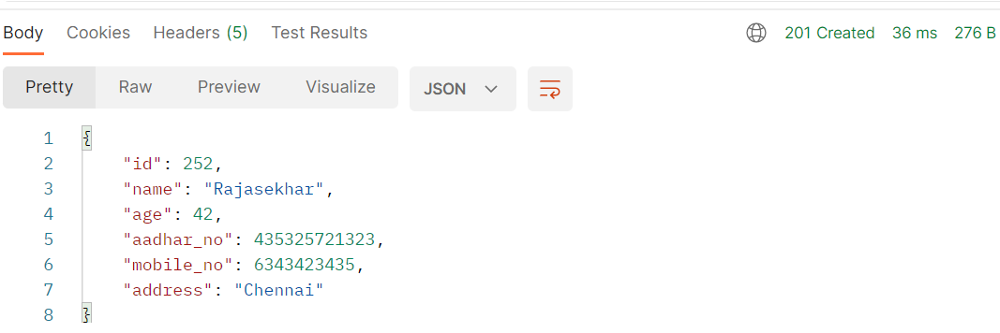 Body Cookies Headers (5) Test Results 201 Created 36 ms 276 B
Pretty Raw Preview Visualize JSON
1 {
2 "id": 252,
3 "name": "Rajasekhar",
4 "age": 42,
5 "aadhar_no": 435325721323,
6 "mobile_no": 6343423435,
7 "address": "Chennai"
8 }